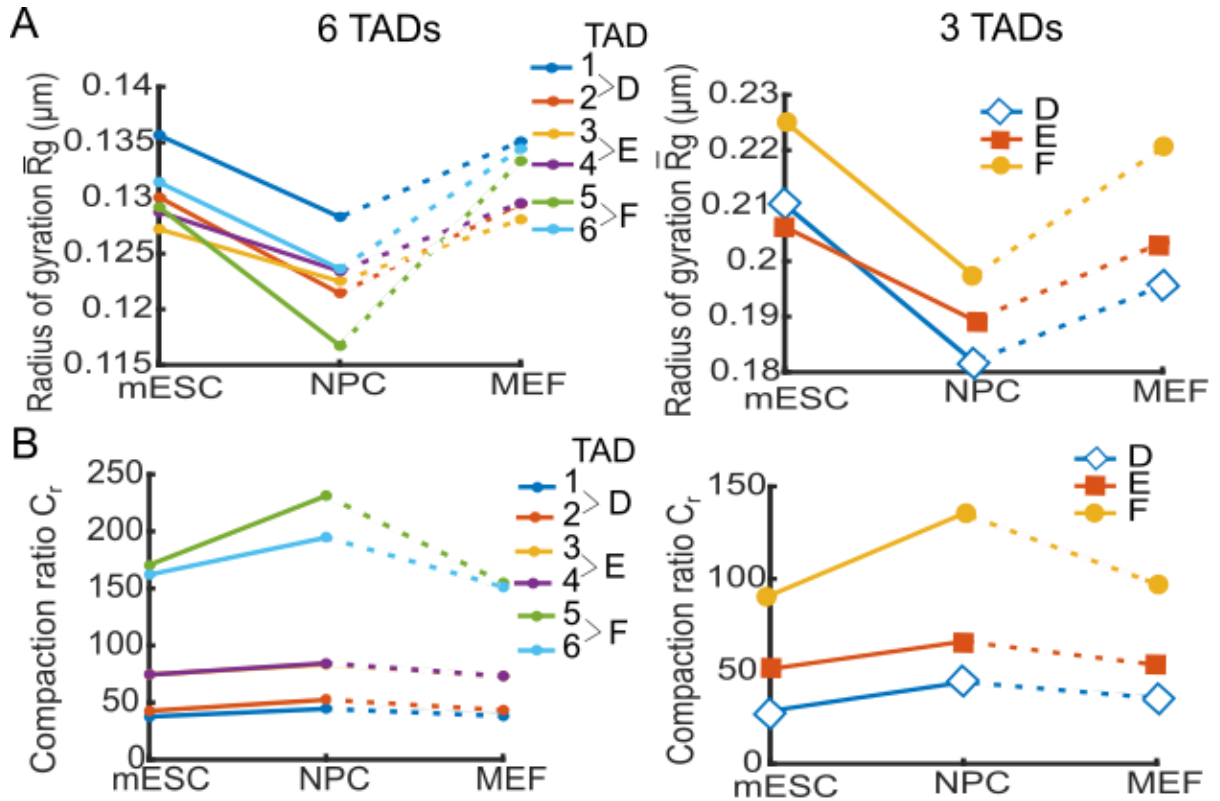 A
6 TADs
3 TADs
TAD
1
2
D
3
4
E
5
6
F
Radius of gyration R̅g (µm)
0.14
0.135
0.13
0.125
0.12
0.115
mESC
NPC
MEF
Radius of gyration R̅g (µm)
0.23
0.22
0.21
0.2
0.19
0.18
D
E
F
mESC
NPC
MEF
B
Compaction ratio Cᵣ
250
200
150
100
50
0
TAD
1
2
D
3
4
E
5
6
F
mESC
NPC
MEF
Compaction ratio Cᵣ
150
100
50
0
D
E
F
mESC
NPC
MEF